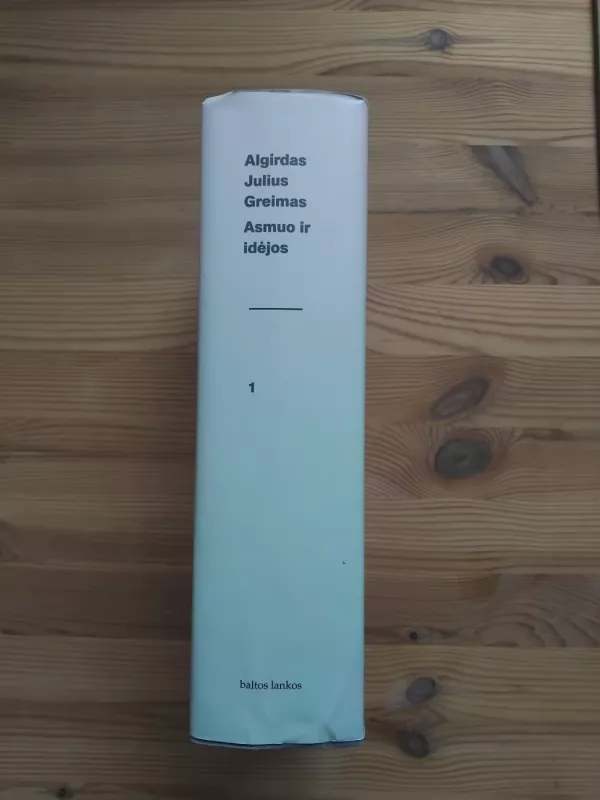 Algirdas
Julius
Greimas
Asmuo ir
idėjos
1
baltos lankos